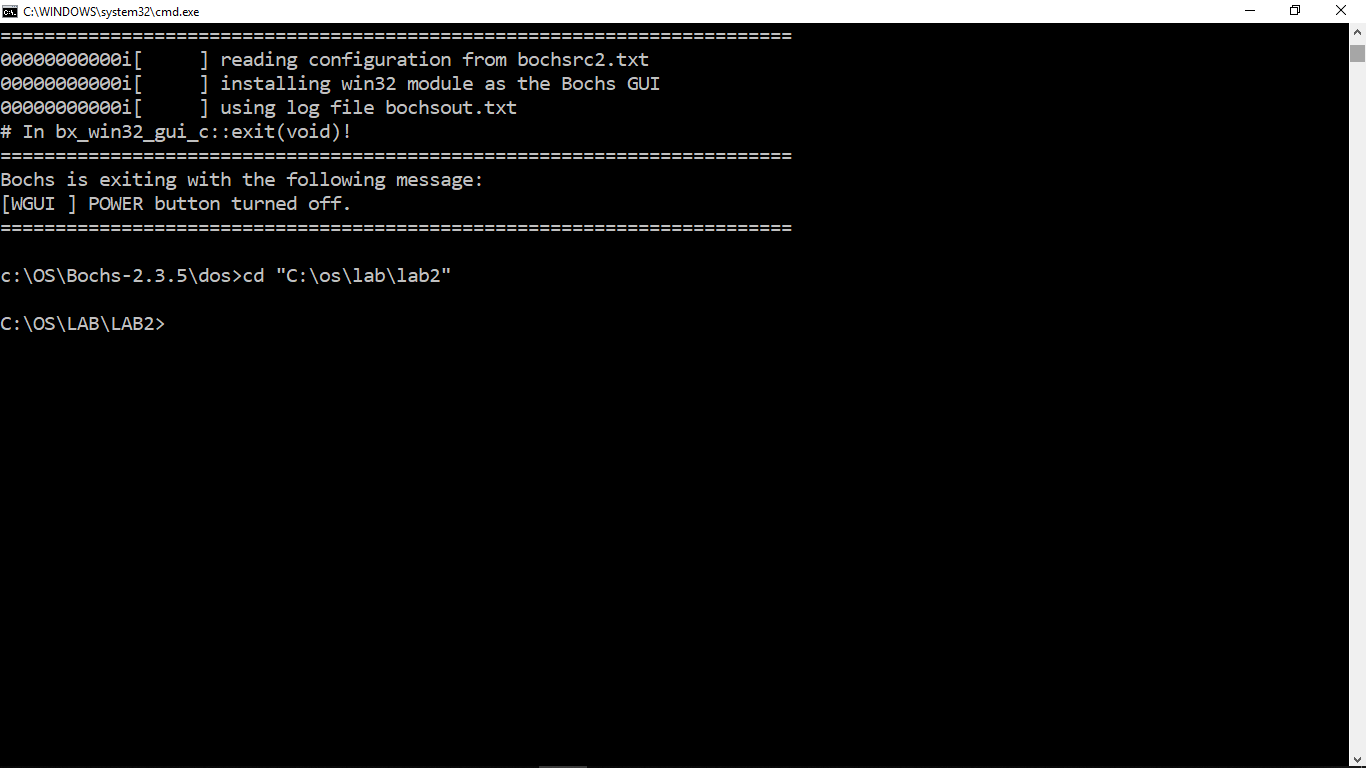 C:\WINDOWS\system32\cmd.exe
========================================================================
00000000000i[     ] reading configuration from bochsrc2.txt
00000000000i[     ] installing win32 module as the Bochs GUI
00000000000i[     ] using log file bochsout.txt
# In bx_win32_gui_c::exit(void)!
========================================================================
Bochs is exiting with the following message:
[WGUI ] POWER button turned off.
========================================================================
c:\OS\Bochs-2.3.5\dos>cd "C:\os\lab\lab2"
C:\OS\LAB\LAB2>